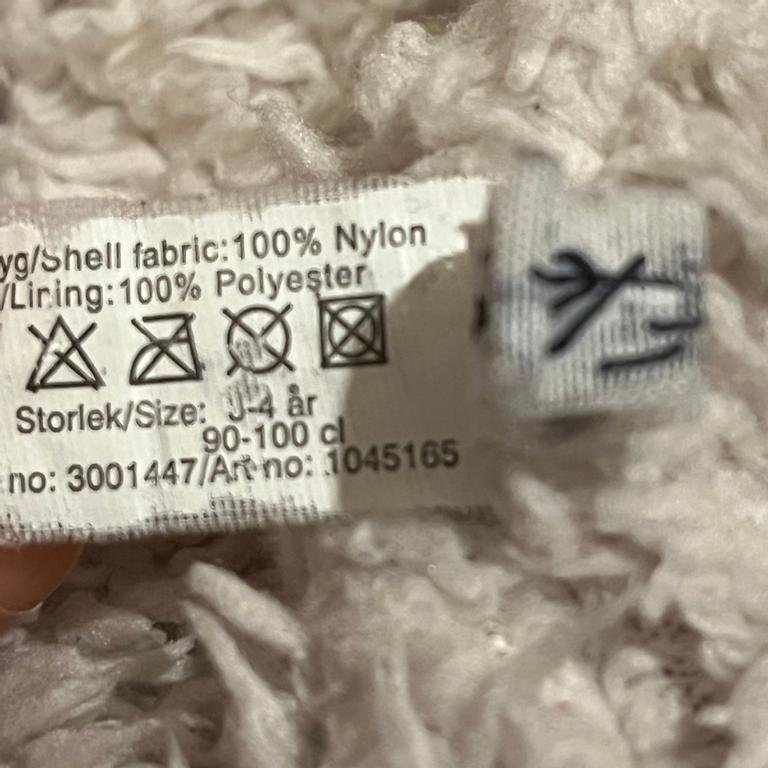 yg/Shell fabric:100% Nylon
/Lining:100% Polyester
Storlek/Size: -4 år
90-100 cl
no: 3001447/Art no: 1045165